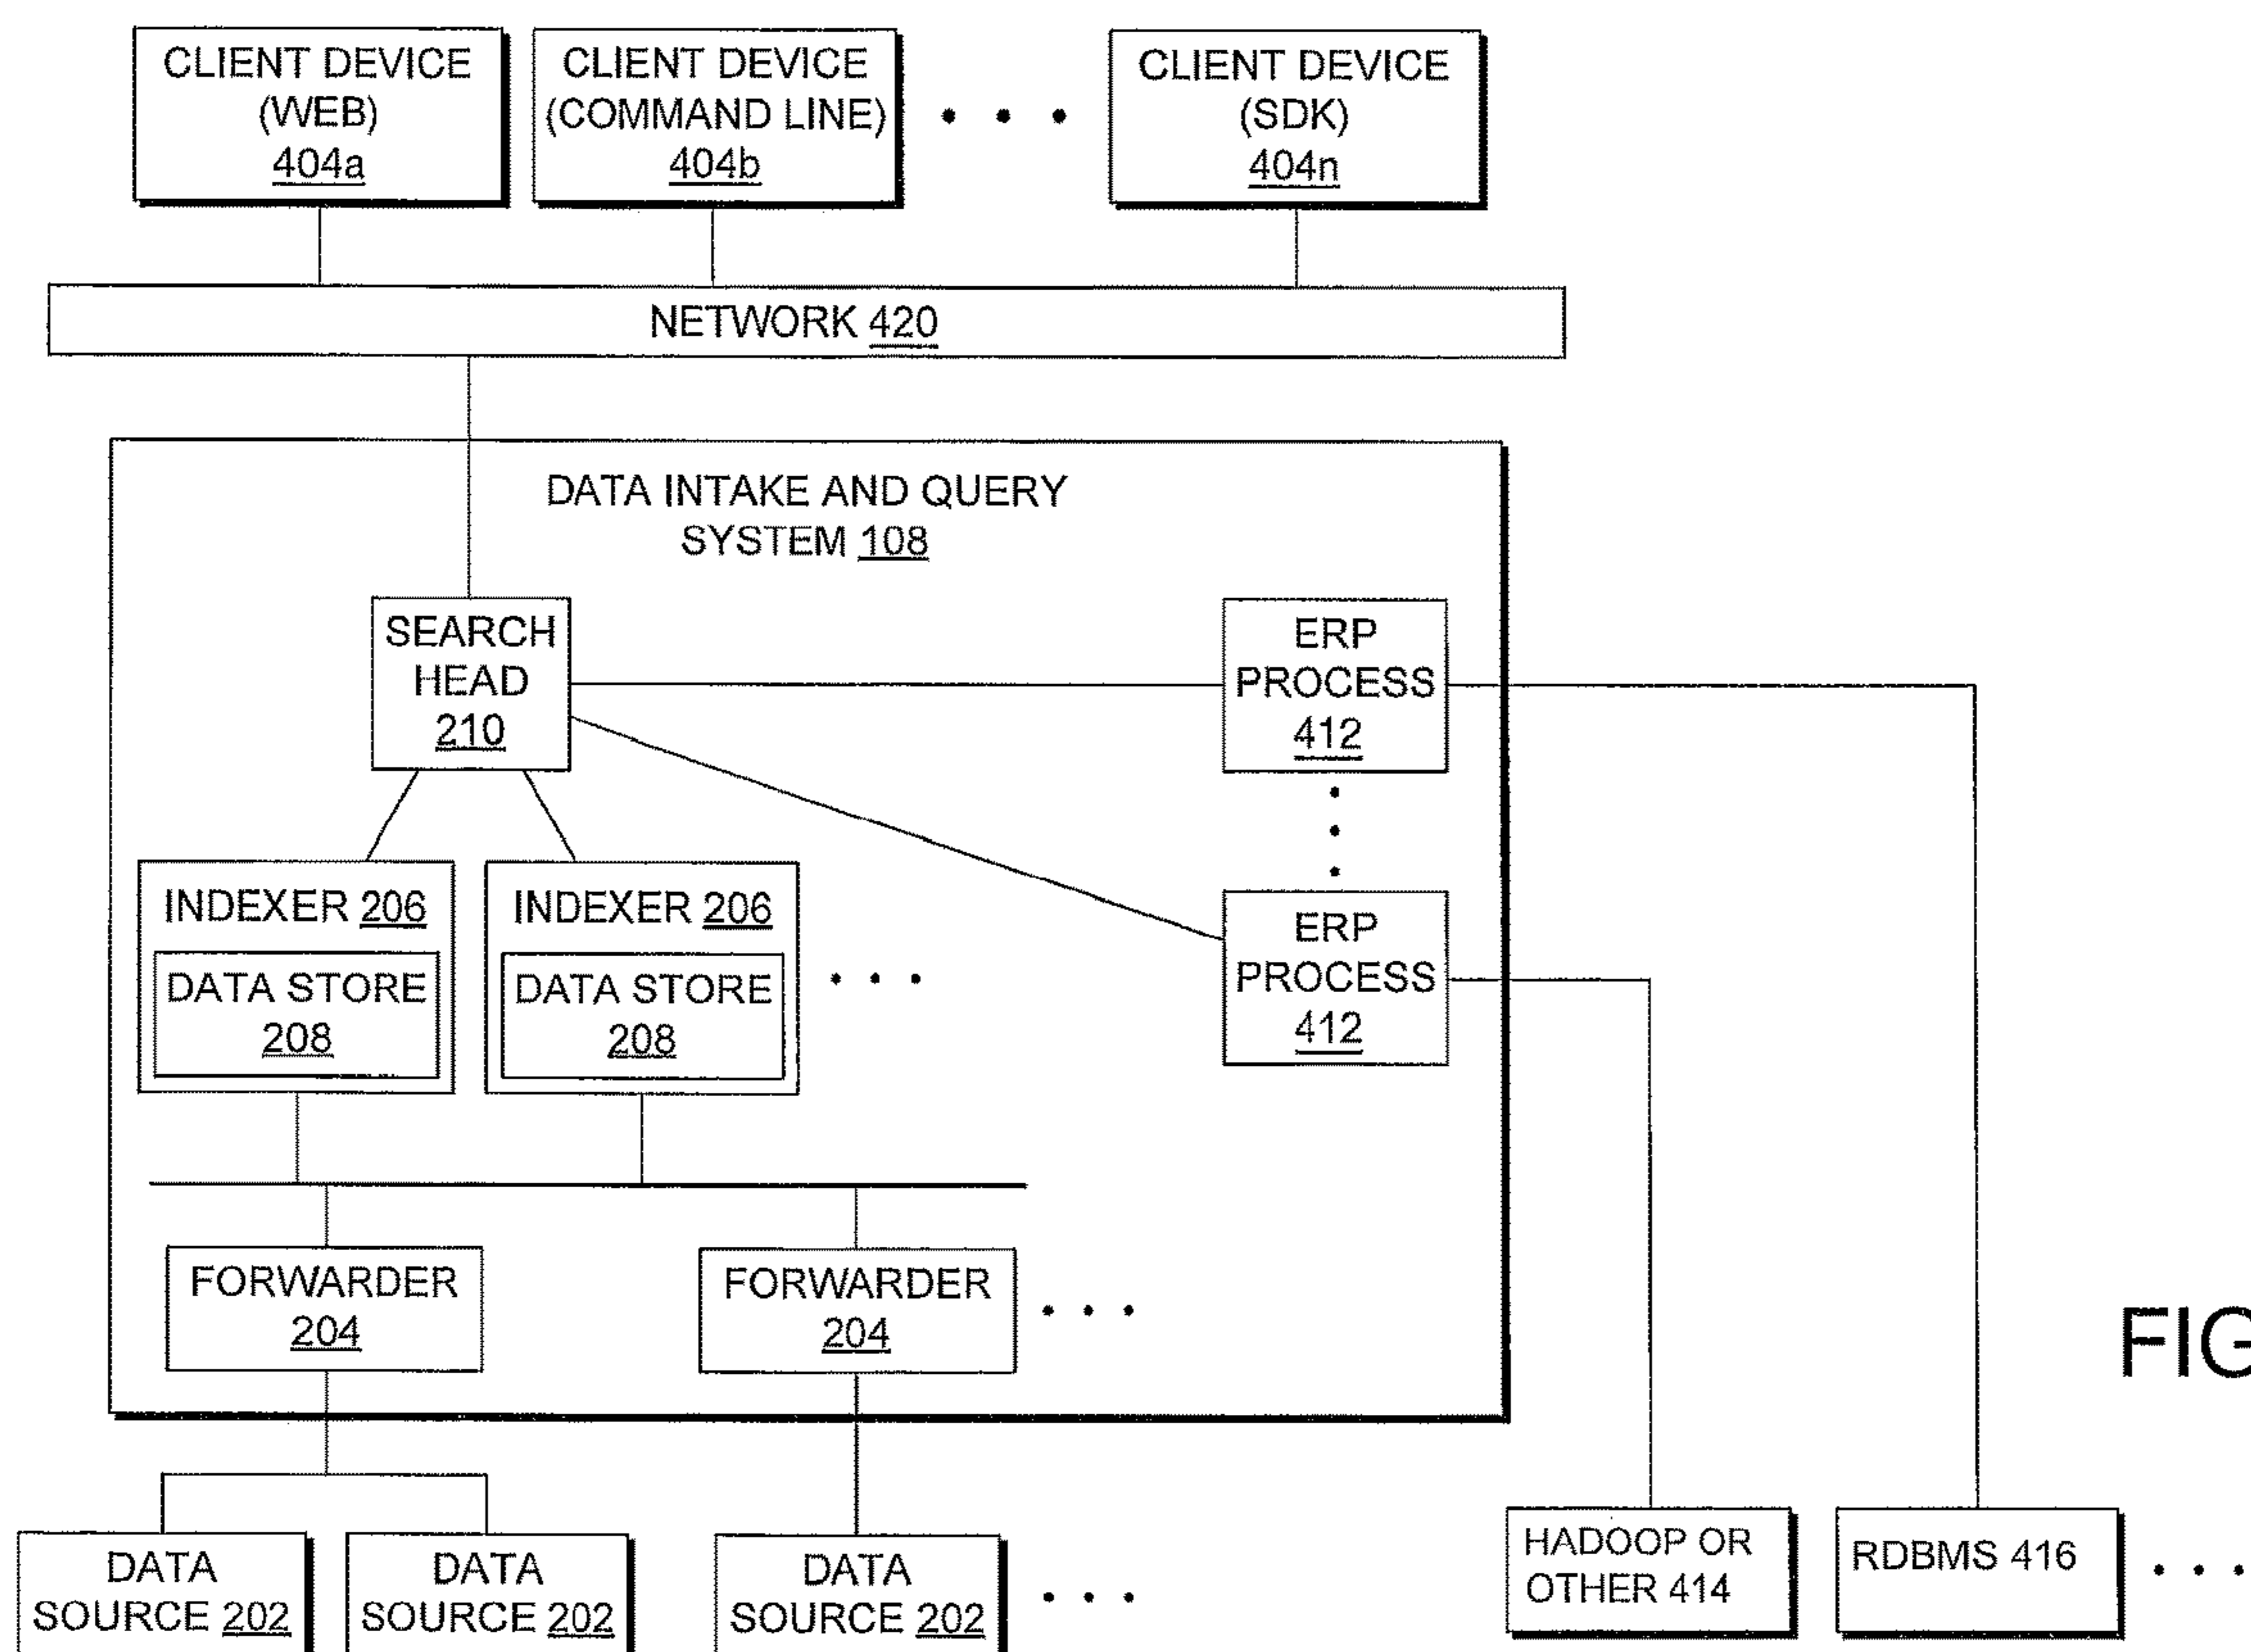 CLIENT DEVICE
(WEB)
404a
CLIENT DEVICE
(COMMAND LINE)
404b
CLIENT DEVICE
(SDK)
404n
NETWORK 420
DATA INTAKE AND QUERY
SYSTEM 108
SEARCH
HEAD
210
ERP
PROCESS
412
INDEXER 206
DATA STORE
208
INDEXER 206
DATA STORE
208
ERP
PROCESS
412
FORWARDER
204
FORWARDER
204
FIG
DATA
SOURCE 202
DATA
SOURCE 202
DATA
SOURCE 202
HADOOP OR
OTHER 414
RDBMS 416